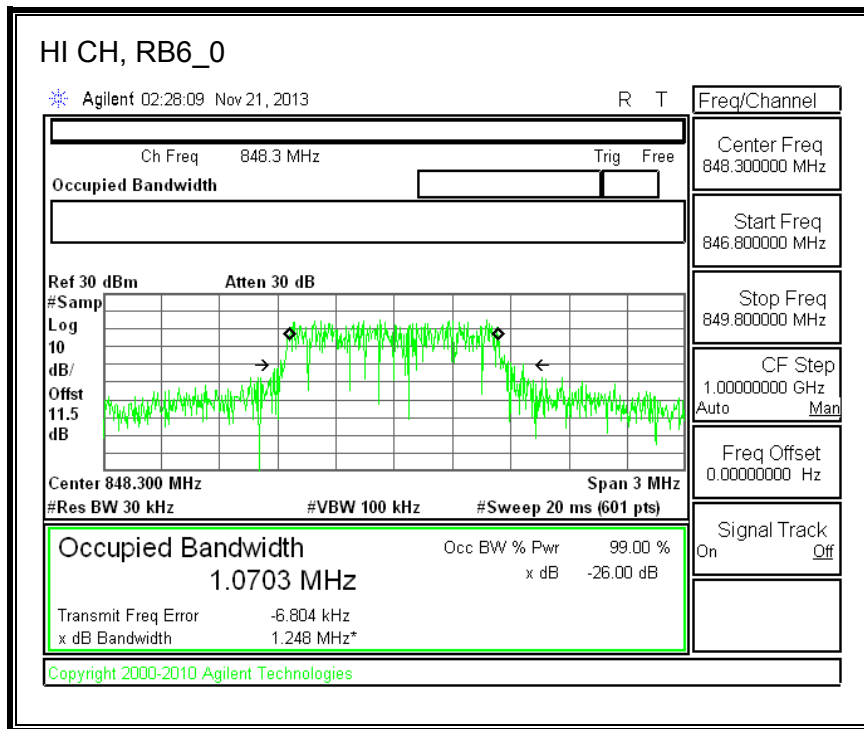 HI CH, RB6_0
Agilent 02:28:09 Nov 21, 2013 R T
Freq/Channel
Ch Freq 848.3 MHz Trig Free
Occupied Bandwidth
Center Freq
848.300000 MHz
Start Freq
846.800000 MHz
Stop Freq
849.800000 MHz
CF Step
1.00000000 GHz
Auto Man
Freq Offset
0.00000000 Hz
Signal Track
On Off
Ref 30 dBm Atten 30 dB
#Samp
Log
10
dB/
Offst
11.5
dB
Center 848.300 MHz Span 3 MHz
#Res BW 30 kHz #VBW 100 kHz #Sweep 20 ms (601 pts)
Occupied Bandwidth
1.0703 MHz
Occ BW % Pwr 99.00 %
x dB -26.00 dB
Transmit Freq Error -6.804 kHz
x dB Bandwidth 1.248 MHz*
Copyright 2000-2010 Agilent Technologies